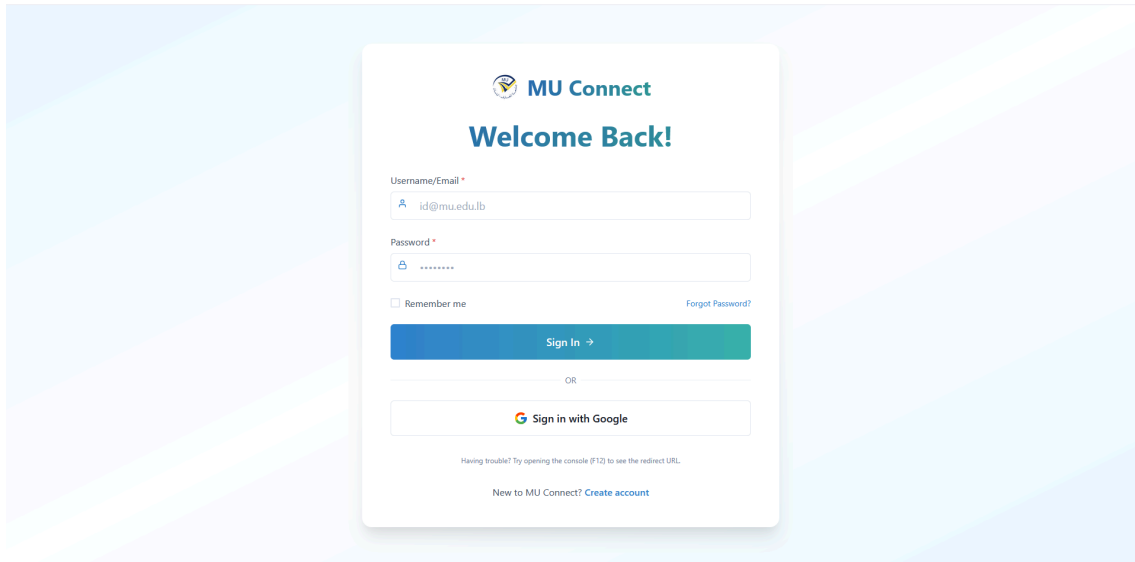 MU Connect
Welcome Back!
Username/Email *
id@mu.edu.lb
Password *
••••••••
Remember me Forgot Password?
Sign In →
OR
Sign in with Google
Having trouble? Try opening the console (F12) to see the redirect URL.
New to MU Connect? Create account